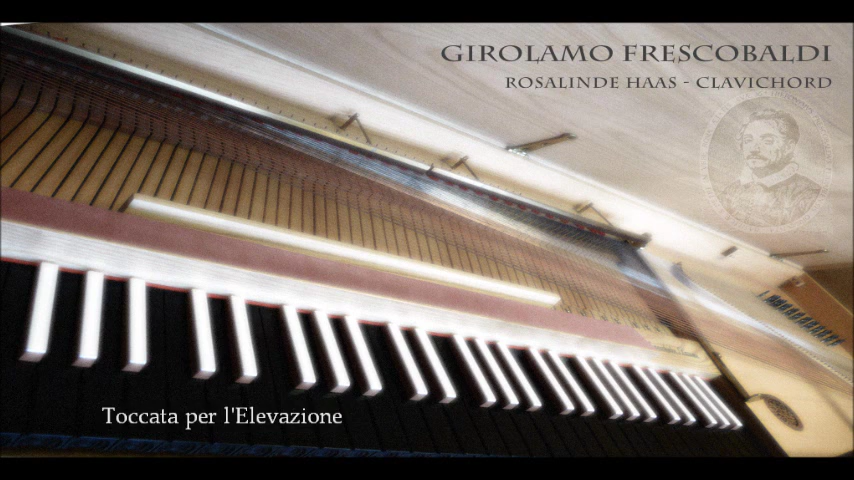 GIROLAMO FRESCOBALDI
ROSALINDE HAAS - CLAVICHORD
Toccata per l'Elevazione